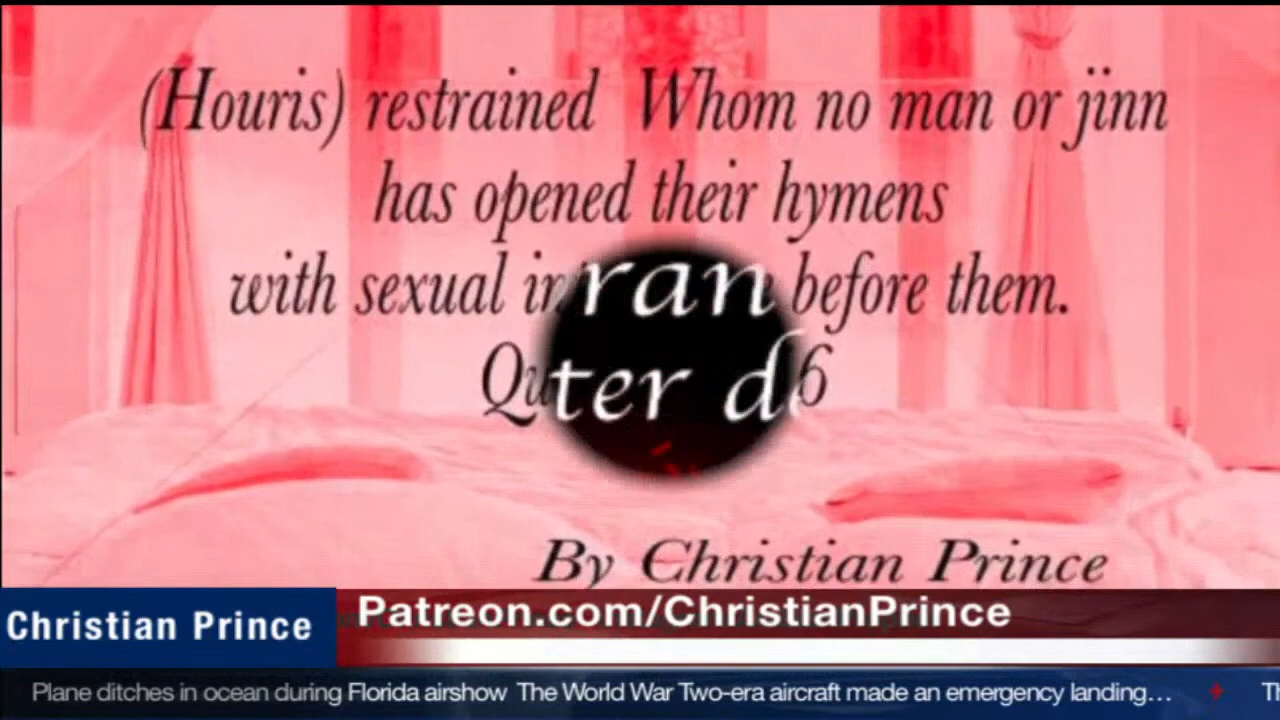 (Houris) restrained Whom no man or jinn
has opened their hymens
with sexual in before them.
ran
Qu 6
ter d
By Christian Prince
Christian Prince
Patreon.com/ChristianPrince
Plane ditches in ocean during Florida airshow The World War Two-era aircraft made an emergency landing… Th